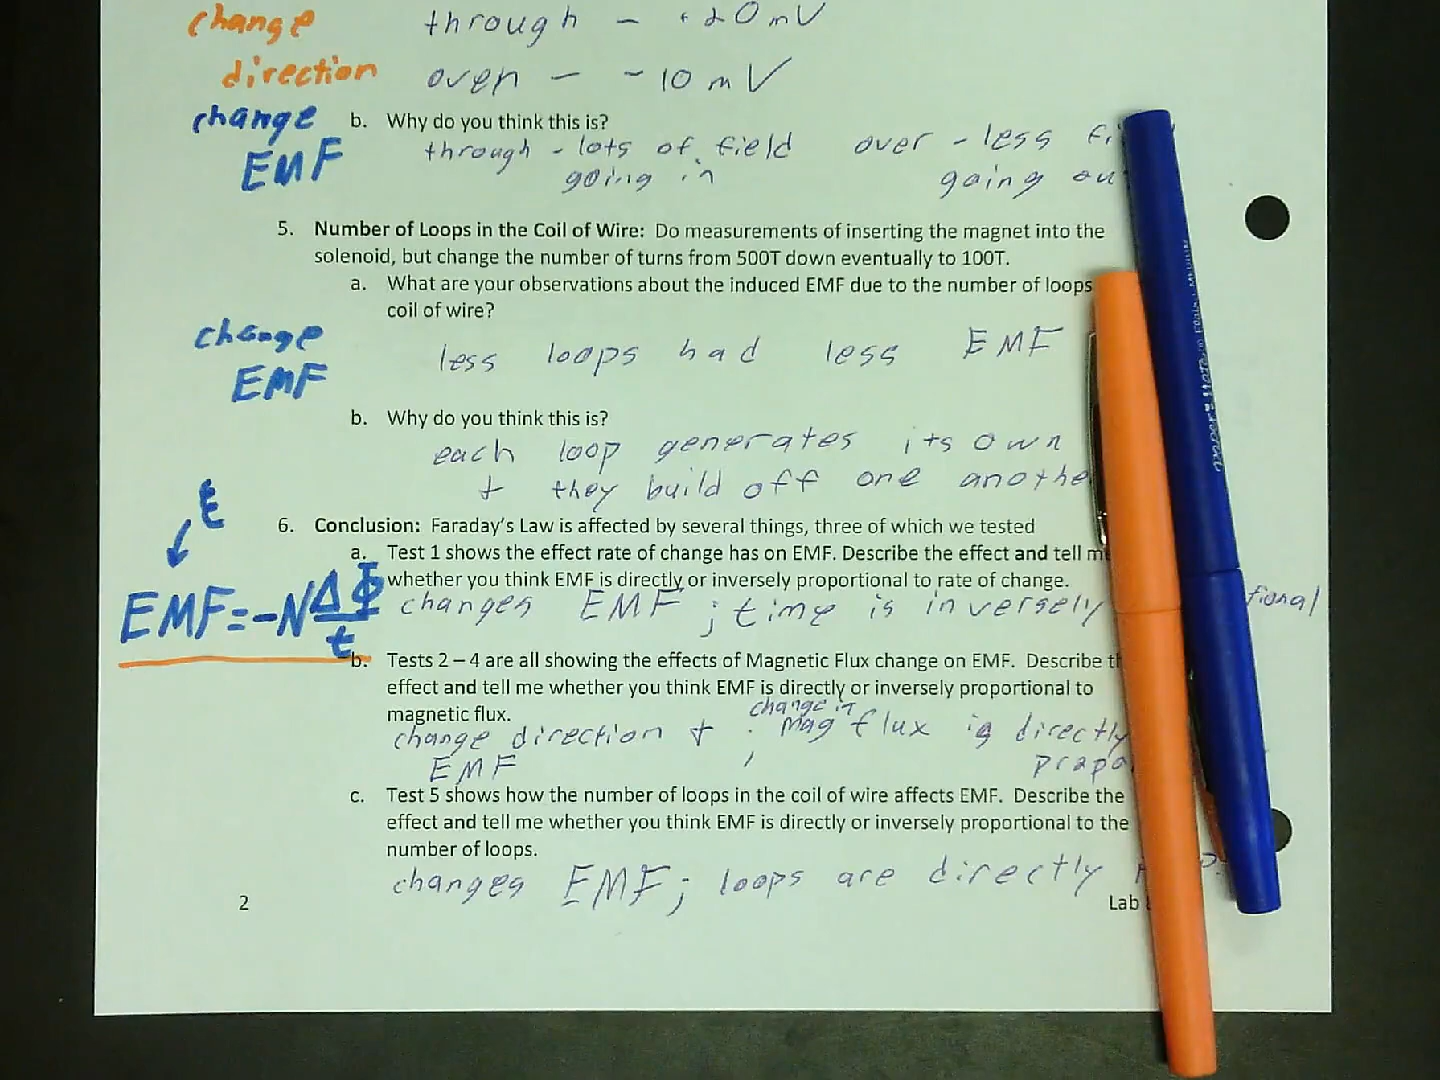 change through - +20mV
direction over - -10mV
change b. Why do you think this is?
EMF through - lots of field over - less
going in going
5. Number of Loops in the Coil of Wire: Do measurements of inserting the magnet into the
solenoid, but change the number of turns from 500T down eventually to 100T.
a. What are your observations about the induced EMF due to the number of loops
coil of wire?
change
EMF less loops had less EMF
b. Why do you think this is?
each loop generates its own
+ they build off one
t
6. Conclusion: Faraday's Law is affected by several things, three of which we tested
a. Test 1 shows the effect rate of change has on EMF. Describe the effect and tell
whether you think EMF is directly or inversely proportional to rate of change.
EMF=-NΔΦ/t changes EMF; time is inversely
b. Tests 2 – 4 are all showing the effects of Magnetic Flux change on EMF. Describe
effect and tell me whether you think EMF is directly or inversely proportional to
magnetic flux.
change in
change direction + ; mag flux is directly
EMF
c. Test 5 shows how the number of loops in the coil of wire affects EMF. Describe the
effect and tell me whether you think EMF is directly or inversely proportional to the
number of loops.
changes EMF; loops are directly
2 Lab